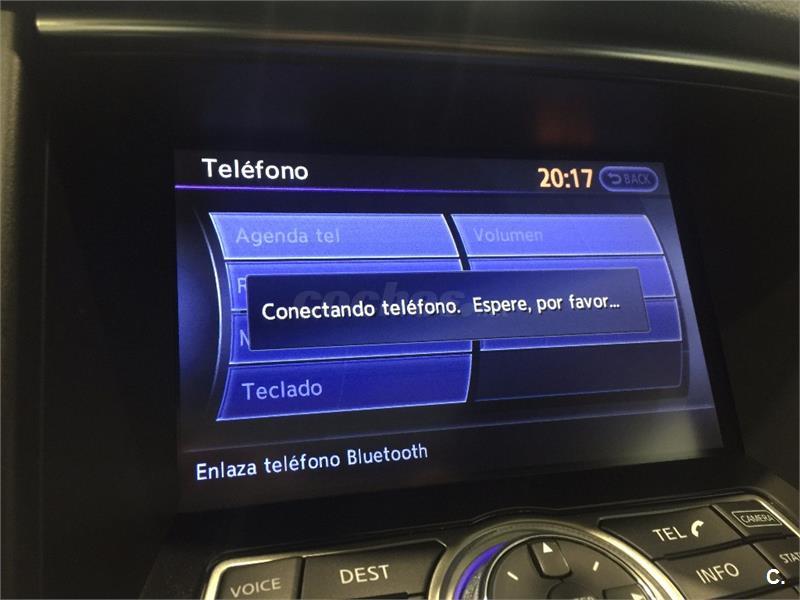 Teléfono
20:17
BACK
Agenda tel
Volumen
R
Conectando teléfono. Espere, por favor...
N
Teclado
Enlaza teléfono Bluetooth
VOICE
DEST
TEL
CAMERA
INFO
STAT
C.